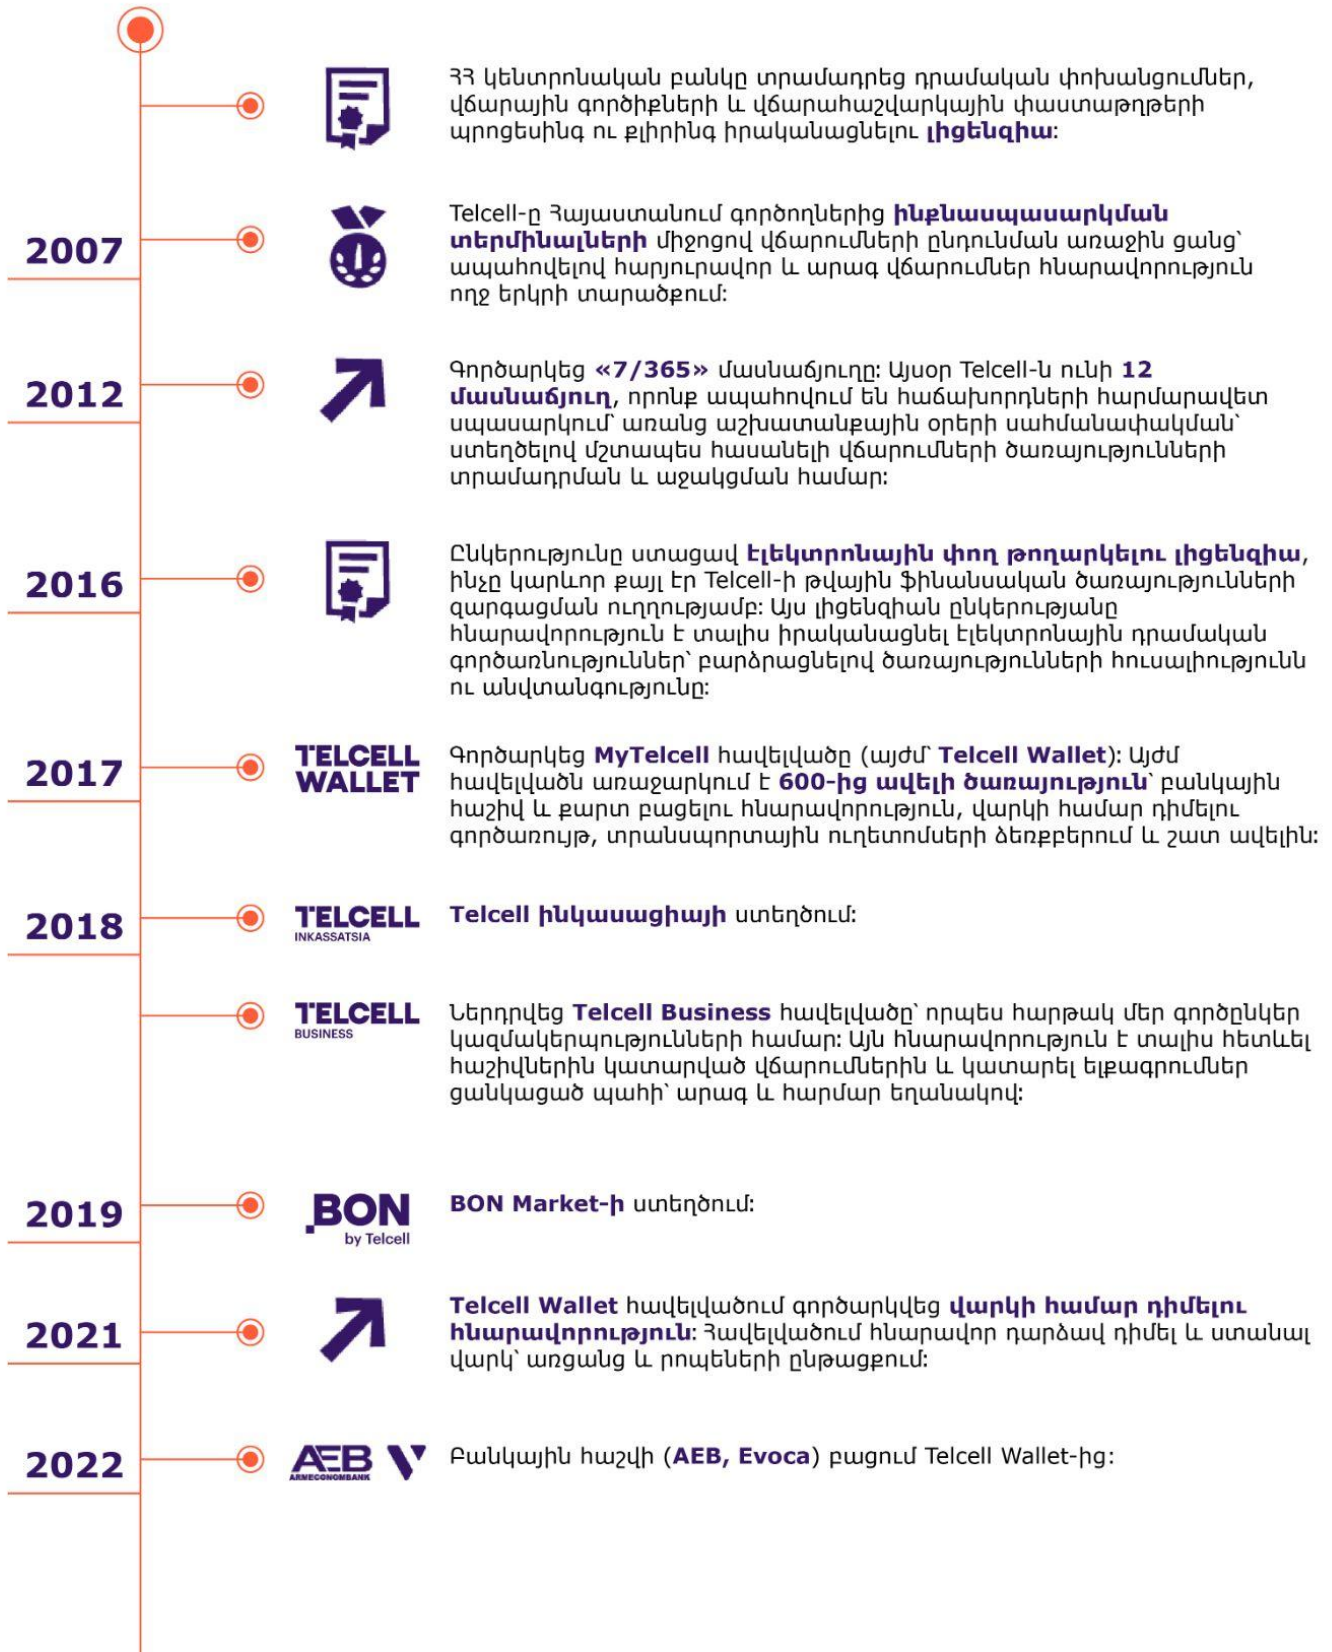 ՀՀ կենտրոնական բանկը տրամադրեց դրամական փոխանցումներ,
վճարային գործիքների և վճարահաշվարկային փաստաթղթերի
պրոցեսինգ ու քլիրինգ իրականացնելու լիցենզիա:
2007
Telcell-ը Հայաստանում գործողներից ինքնասպասարկման
տերմինալների միջոցով վճարումների ընդունման առաջին ցանց՝
ապահովելով հարյուրավոր և արագ վճարումներ հնարավորություն
ողջ երկրի տարածքում:
2012
Գործարկեց «7/365» մասնաճյուղը: Այսօր Telcell-ն ունի 12
մասնաճյուղ, որոնք ապահովում են հաճախորդների հարմարավետ
սպասարկում՝ առանց աշխատանքային օրերի սահմանափակման՝
ստեղծելով մշտապես հասանելի վճարումների ծառայությունների
տրամադրման և աջակցման համար:
2016
Ընկերությունը ստացավ էլեկտրոնային փող թողարկելու լիցենզիա,
ինչը կարևոր քայլ էր Telcell-ի թվային ֆինանսական ծառայությունների
զարգացման ուղղությամբ: Այս լիցենզիան ընկերությանը
հնարավորություն է տալիս իրականացնել էլեկտրոնային դրամական
գործառնություններ՝ բարձրացնելով ծառայությունների հուսալիությունն
ու անվտանգությունը:
2017
TELCELL
WALLET
Գործարկեց MyTelcell հավելվածը (այժմ՝ Telcell Wallet): Այժմ
հավելվածն առաջարկում է 600-ից ավելի ծառայություն՝ բանկային
հաշիվ և քարտ բացելու հնարավորություն, վարկի համար դիմելու
գործառույթ, տրանսպորտային ուղետոմսերի ձեռքբերում և շատ ավելին:
2018
TELCELL
INKASSATSIA
Telcell ինկասացիայի ստեղծում:
TELCELL
BUSINESS
Ներդրվեց Telcell Business հավելվածը՝ որպես հարթակ մեր գործընկեր
կազմակերպությունների համար: Այն հնարավորություն է տալիս հետևել
հաշիվներին կատարված վճարումներին և կատարել ելքագրումներ
ցանկացած պահի՝ արագ և հարմար եղանակով:
2019
BON
by Telcell
BON Market-ի ստեղծում:
2021
Telcell Wallet հավելվածում գործարկվեց վարկի համար դիմելու
հնարավորություն: Հավելվածում հնարավոր դարձավ դիմել և ստանալ
վարկ՝ առցանց և րոպեների ընթացքում:
2022
AEB
ARMECONOMBANK
Բանկային հաշվի (AEB, Evoca) բացում Telcell Wallet-ից: